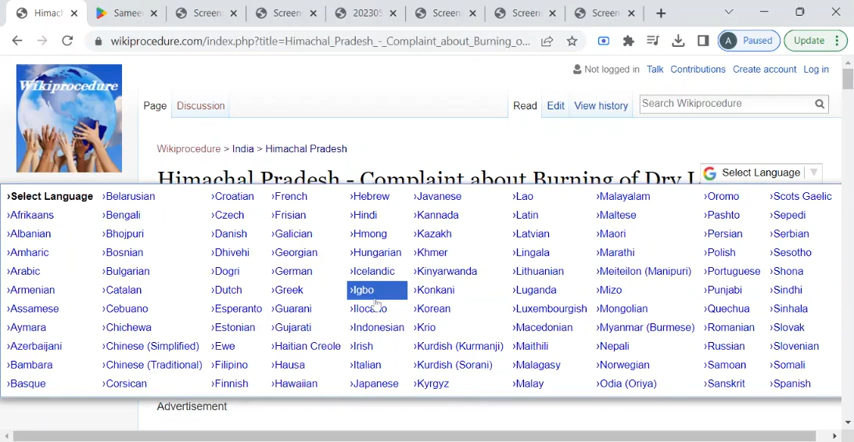 Himac
Sameer
Screen
Screen
202305
Screen
Screen
Screen
wikiprocedure.com/index.php?title=Himachal_Pradesh_-_Complaint_about_Burning_o...
A Paused
Update
Wikiprocedure
Not logged in Talk Contributions Create account Log in
Page Discussion Read Edit View history Search Wikiprocedure
Wikiprocedure > India > Himachal Pradesh
Himachal Pradesh - Complaint about Burning of Dry L
G Select Language
›Select Language ›Belarusian ›Croatian ›French ›Hebrew ›Javanese ›Lao ›Malayalam ›Oromo ›Scots Gaelic
›Afrikaans ›Bengali ›Czech ›Frisian ›Hindi ›Kannada ›Latin ›Maltese ›Pashto ›Sepedi
›Albanian ›Bhojpuri ›Danish ›Galician ›Hmong ›Kazakh ›Latvian ›Maori ›Persian ›Serbian
›Amharic ›Bosnian ›Dhivehi ›Georgian ›Hungarian ›Khmer ›Lingala ›Marathi ›Polish ›Sesotho
›Arabic ›Bulgarian ›Dogri ›German ›Icelandic ›Kinyarwanda ›Lithuanian ›Meiteilon (Manipuri) ›Portuguese ›Shona
›Armenian ›Catalan ›Dutch ›Greek ›Igbo ›Konkani ›Luganda ›Mizo ›Punjabi ›Sindhi
›Assamese ›Cebuano ›Esperanto ›Guarani ›Ilocano ›Korean ›Luxembourgish ›Mongolian ›Quechua ›Sinhala
›Aymara ›Chichewa ›Estonian ›Gujarati ›Indonesian ›Krio ›Macedonian ›Myanmar (Burmese) ›Romanian ›Slovak
›Azerbaijani ›Chinese (Simplified) ›Ewe ›Haitian Creole ›Irish ›Kurdish (Kurmanji) ›Maithili ›Nepali ›Russian ›Slovenian
›Bambara ›Chinese (Traditional) ›Filipino ›Hausa ›Italian ›Kurdish (Sorani) ›Malagasy ›Norwegian ›Samoan ›Somali
›Basque ›Corsican ›Finnish ›Hawaiian ›Japanese ›Kyrgyz ›Malay ›Odia (Oriya) ›Sanskrit ›Spanish
Advertisement